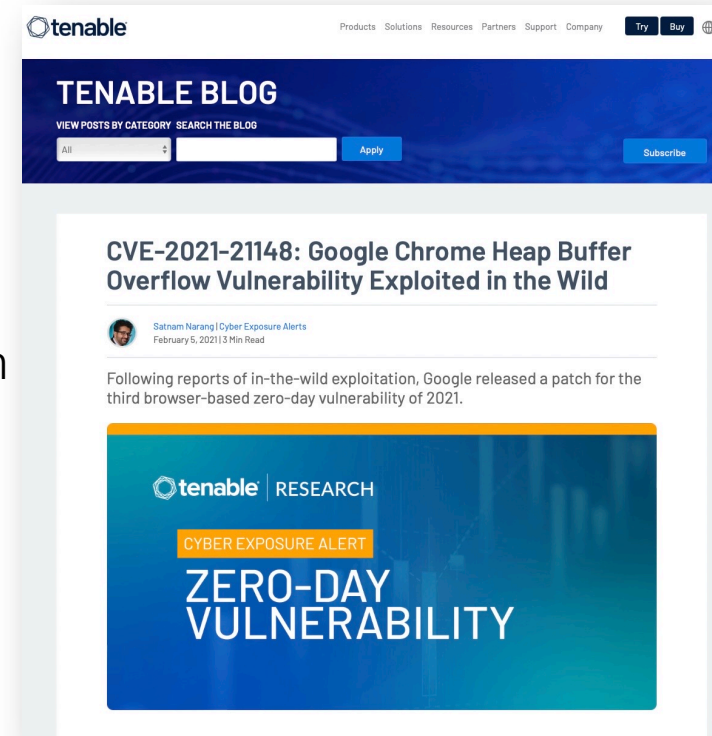 tenable
Products Solutions Resources Partners Support Company Try Buy
TENABLE BLOG
VIEW POSTS BY CATEGORY SEARCH THE BLOG
All Apply Subscribe
CVE-2021-21148: Google Chrome Heap Buffer
Overflow Vulnerability Exploited in the Wild
Satnam Narang | Cyber Exposure Alerts
February 5, 2021 | 3 Min Read
Following reports of in-the-wild exploitation, Google released a patch for the
third browser-based zero-day vulnerability of 2021.
tenable | RESEARCH
CYBER EXPOSURE ALERT
ZERO-DAY
VULNERABILITY